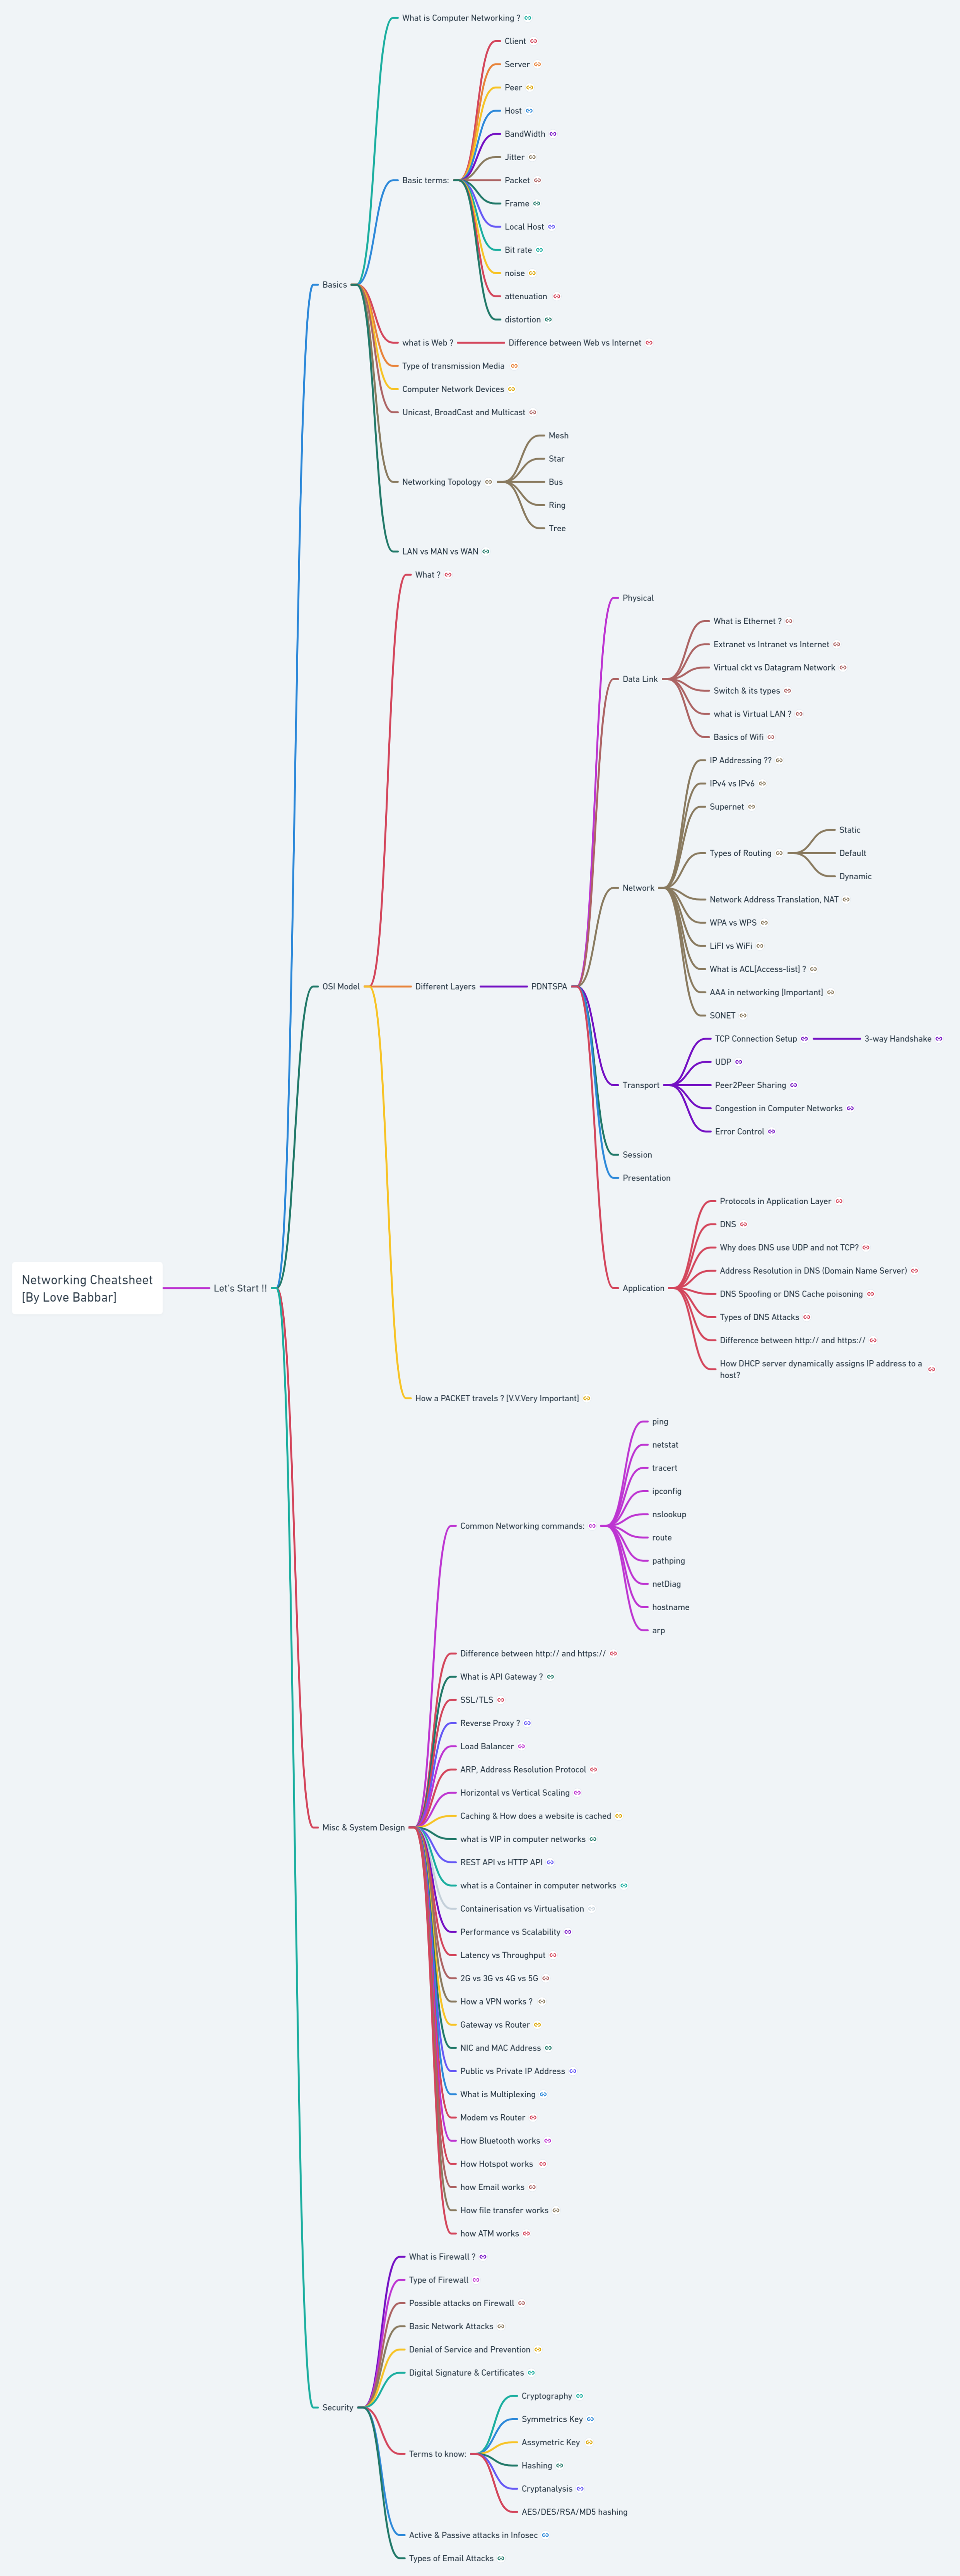 What is Computer Networking ?
Client
Server
Peer
Host
BandWidth
Jitter
Basic terms:
Packet
Frame
Local Host
Bit rate
noise
Basics
attenuation
distortion
what is Web ?
Difference between Web vs Internet
Type of transmission Media
Computer Network Devices
Unicast, BroadCast and Multicast
Mesh
Star
Networking Topology
Bus
Ring
Tree
LAN vs MAN vs WAN
What ?
Physical
What is Ethernet ?
Extranet vs Intranet vs Internet
Virtual ckt vs Datagram Network
Data Link
Switch & its types
what is Virtual LAN ?
Basics of Wifi
IP Addressing ??
IPv4 vs IPv6
Supernet
Static
Types of Routing
Default
Dynamic
Network
Network Address Translation, NAT
WPA vs WPS
LiFI vs WiFi
What is ACL[Access-list] ?
OSI Model
Different Layers
PDNTSPA
AAA in networking [Important]
SONET
TCP Connection Setup
3-way Handshake
UDP
Transport
Peer2Peer Sharing
Congestion in Computer Networks
Error Control
Session
Presentation
Protocols in Application Layer
DNS
Why does DNS use UDP and not TCP?
Address Resolution in DNS (Domain Name Server)
Networking Cheatsheet
[By Love Babbar]
Let's Start !!
Application
DNS Spoofing or DNS Cache poisoning
Types of DNS Attacks
Difference between http:// and https://
How DHCP server dynamically assigns IP address to a
host?
How a PACKET travels ? [V.V.Very Important]
ping
netstat
tracert
ipconfig
nslookup
Common Networking commands:
route
pathping
netDiag
hostname
arp
Difference between http:// and https://
What is API Gateway ?
SSL/TLS
Reverse Proxy ?
Load Balancer
ARP, Address Resolution Protocol
Horizontal vs Vertical Scaling
Caching & How does a website is cached
Misc & System Design
what is VIP in computer networks
REST API vs HTTP API
what is a Container in computer networks
Containerisation vs Virtualisation
Performance vs Scalability
Latency vs Throughput
2G vs 3G vs 4G vs 5G
How a VPN works ?
Gateway vs Router
NIC and MAC Address
Public vs Private IP Address
What is Multiplexing
Modem vs Router
How Bluetooth works
How Hotspot works
how Email works
How file transfer works
how ATM works
What is Firewall ?
Type of Firewall
Possible attacks on Firewall
Basic Network Attacks
Denial of Service and Prevention
Digital Signature & Certificates
Security
Cryptography
Symmetrics Key
Assymetric Key
Terms to know:
Hashing
Cryptanalysis
AES/DES/RSA/MD5 hashing
Active & Passive attacks in Infosec
Types of Email Attacks